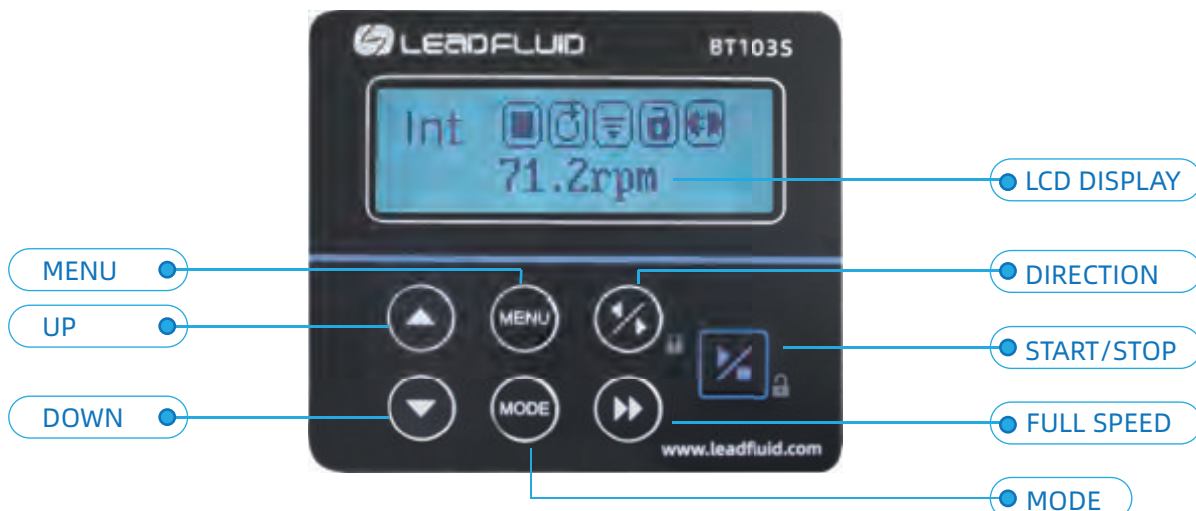 LEADFLUID
BT103S
Int
71.2rpm
LCD DISPLAY
MENU
DIRECTION
UP
MENU
START/STOP
DOWN
MODE
FULL SPEED
www.leadfluid.com
MODE